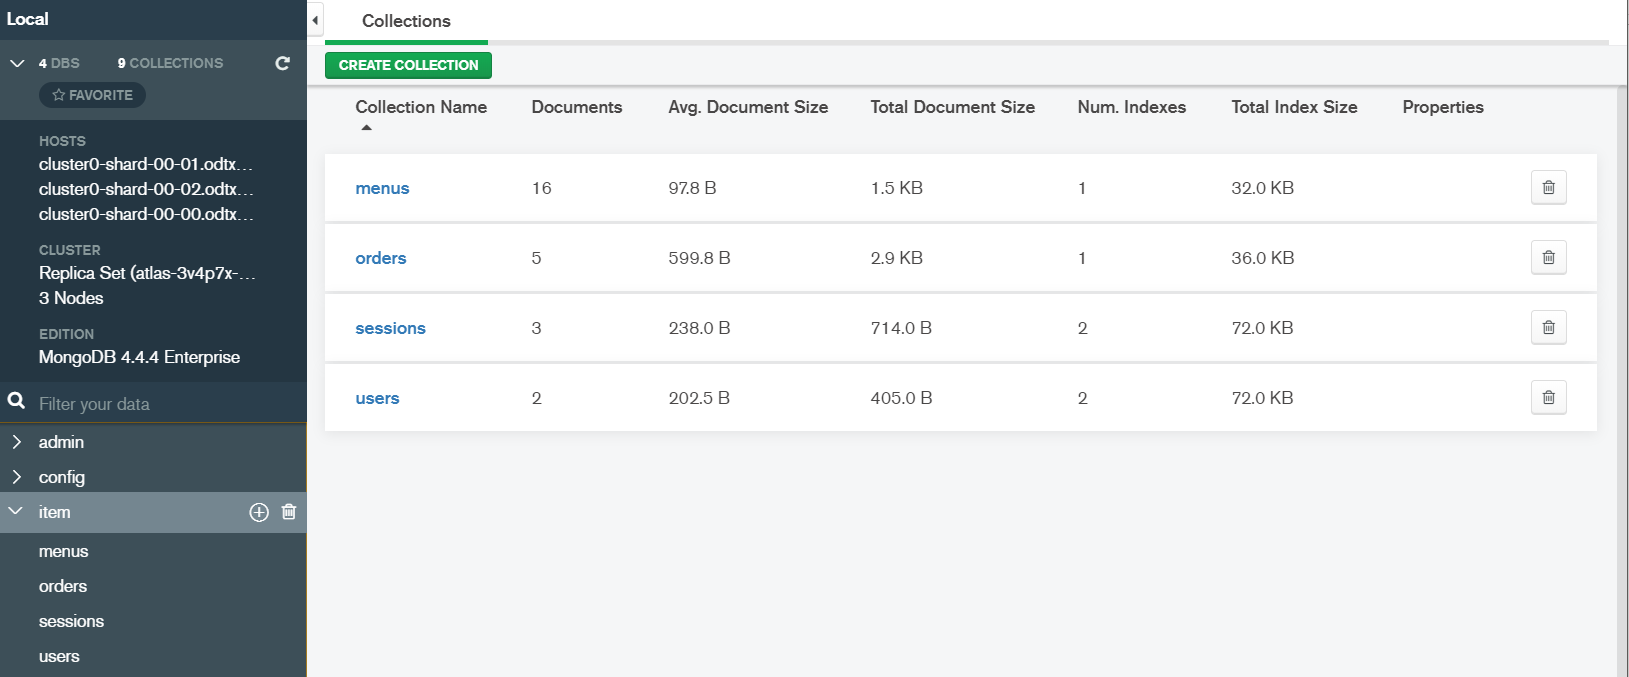 Local
4 DBS 9 COLLECTIONS
FAVORITE
HOSTS
cluster0-shard-00-01.odtx...
cluster0-shard-00-02.odtx...
cluster0-shard-00-00.odtx...
CLUSTER
Replica Set (atlas-3v4p7x-...
3 Nodes
EDITION
MongoDB 4.4.4 Enterprise
Filter your data
admin
config
item
menus
orders
sessions
users
Collections
CREATE COLLECTION
Collection Name Documents Avg. Document Size Total Document Size Num. Indexes Total Index Size Properties
menus 16 97.8 B 1.5 KB 1 32.0 KB
orders 5 599.8 B 2.9 KB 1 36.0 KB
sessions 3 238.0 B 714.0 B 2 72.0 KB
users 2 202.5 B 405.0 B 2 72.0 KB